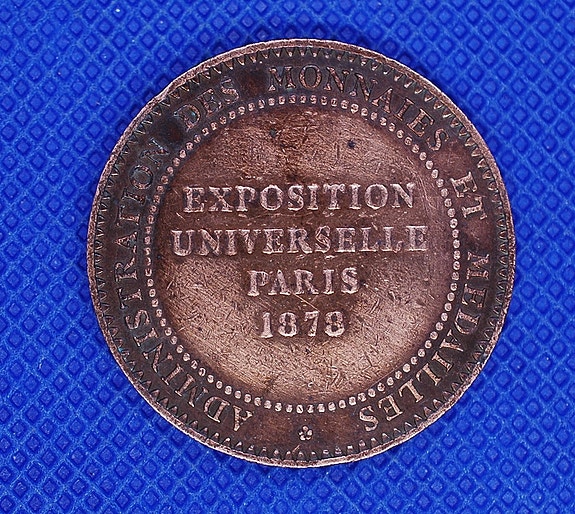 ADMINISTRATION DES MONNAIES ET MEDAILLES
EXPOSITION
UNIVERSELLE
PARIS
1878